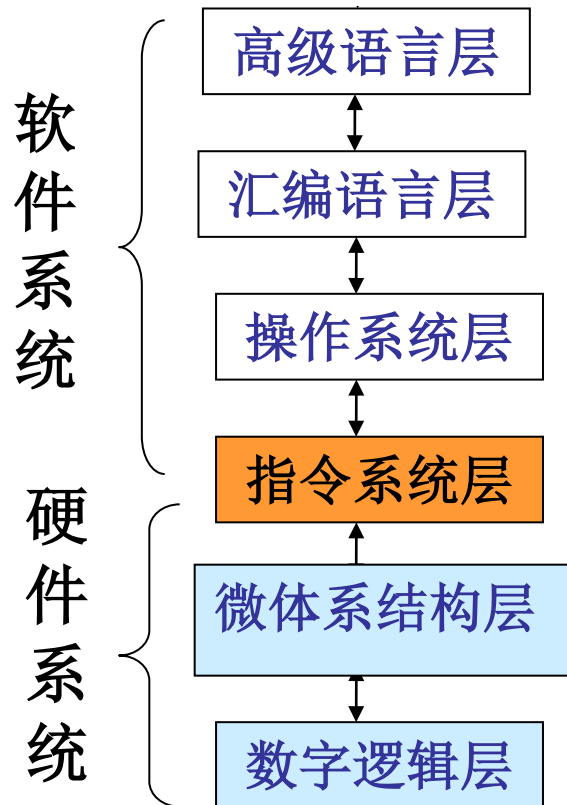 软件系统
高级语言层
汇编语言层
操作系统层
指令系统层
硬件系统
微体系结构层
数字逻辑层